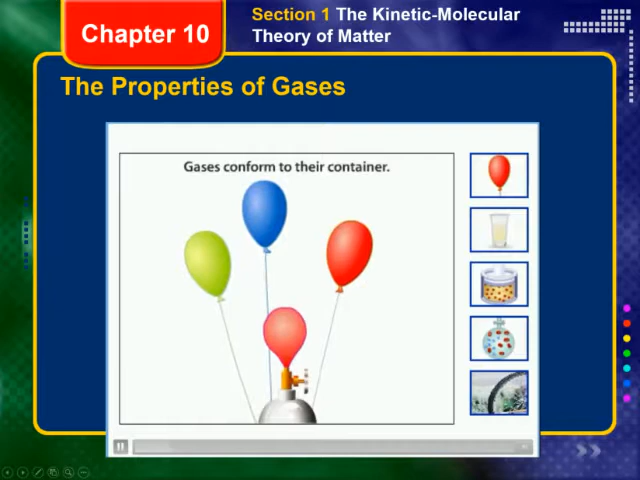 Chapter 10
Section 1 The Kinetic-Molecular
Theory of Matter
The Properties of Gases
Gases conform to their container.